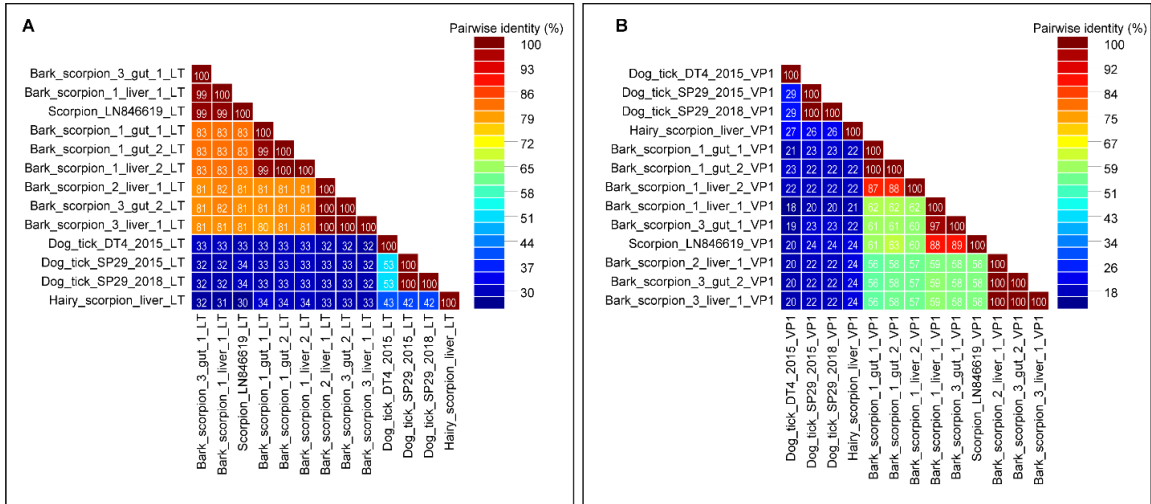 A
Pairwise identity (%)
100
93
86
79
72
65
58
51
44
37
30
Bark_scorpion_3_gut_1_LT 100
Bark_scorpion_1_liver_1_LT 99 100
Scorpion_LN846619_LT 99 99 100
Bark_scorpion_1_gut_1_LT 83 83 83 100
Bark_scorpion_1_gut_2_LT 83 83 83 99 100
Bark_scorpion_1_liver_2_LT 83 83 83 99 100 100
Bark_scorpion_2_liver_1_LT 81 82 81 81 81 81 100
Bark_scorpion_3_gut_2_LT 81 82 81 81 81 81 100 100
Bark_scorpion_3_liver_1_LT 81 82 81 80 81 81 100 100 100
Dog_tick_DT4_2015_LT 33 33 33 33 33 33 32 32 32 100
Dog_tick_SP29_2015_LT 32 32 34 33 33 33 33 33 33 53 100
Dog_tick_SP29_2018_LT 32 32 34 33 33 33 33 33 33 53 100 100
Hairy_scorpion_liver_LT 32 31 30 34 34 34 33 33 32 43 42 42 100
Bark_scorpion_3_gut_1_LT
Bark_scorpion_1_liver_1_LT
Scorpion_LN846619_LT
Bark_scorpion_1_gut_1_LT
Bark_scorpion_1_gut_2_LT
Bark_scorpion_1_liver_2_LT
Bark_scorpion_2_liver_1_LT
Bark_scorpion_3_gut_2_LT
Bark_scorpion_3_liver_1_LT
Dog_tick_DT4_2015_LT
Dog_tick_SP29_2015_LT
Dog_tick_SP29_2018_LT
Hairy_scorpion_liver_LT
B
Pairwise identity (%)
100
92
84
75
67
59
51
43
34
26
18
Dog_tick_DT4_2015_VP1 100
Dog_tick_SP29_2015_VP1 29 100
Dog_tick_SP29_2018_VP1 29 100 100
Hairy_scorpion_liver_VP1 27 26 26 100
Bark_scorpion_1_gut_1_VP1 21 23 23 22 100
Bark_scorpion_1_gut_2_VP1 23 22 22 22 100 100
Bark_scorpion_1_liver_2_VP1 22 22 22 22 87 88 100
Bark_scorpion_1_liver_1_VP1 18 20 20 21 62 62 62 100
Bark_scorpion_3_gut_1_VP1 19 23 23 22 61 61 60 97 100
Scorpion_LN846619_VP1 20 24 24 24 61 60 88 89 100
Bark_scorpion_2_liver_1_VP1 20 22 22 24 56 58 57 59 58 58 100
Bark_scorpion_3_gut_2_VP1 20 22 22 24 56 58 57 59 58 58 100 100
Bark_scorpion_3_liver_1_VP1 20 22 22 24 56 58 57 59 58 58 100 100 100
Dog_tick_DT4_2015_VP1
Dog_tick_SP29_2015_VP1
Dog_tick_SP29_2018_VP1
Hairy_scorpion_liver_VP1
Bark_scorpion_1_gut_1_VP1
Bark_scorpion_1_gut_2_VP1
Bark_scorpion_1_liver_2_VP1
Bark_scorpion_1_liver_1_VP1
Bark_scorpion_3_gut_1_VP1
Scorpion_LN846619_VP1
Bark_scorpion_2_liver_1_VP1
Bark_scorpion_3_gut_2_VP1
Bark_scorpion_3_liver_1_VP1